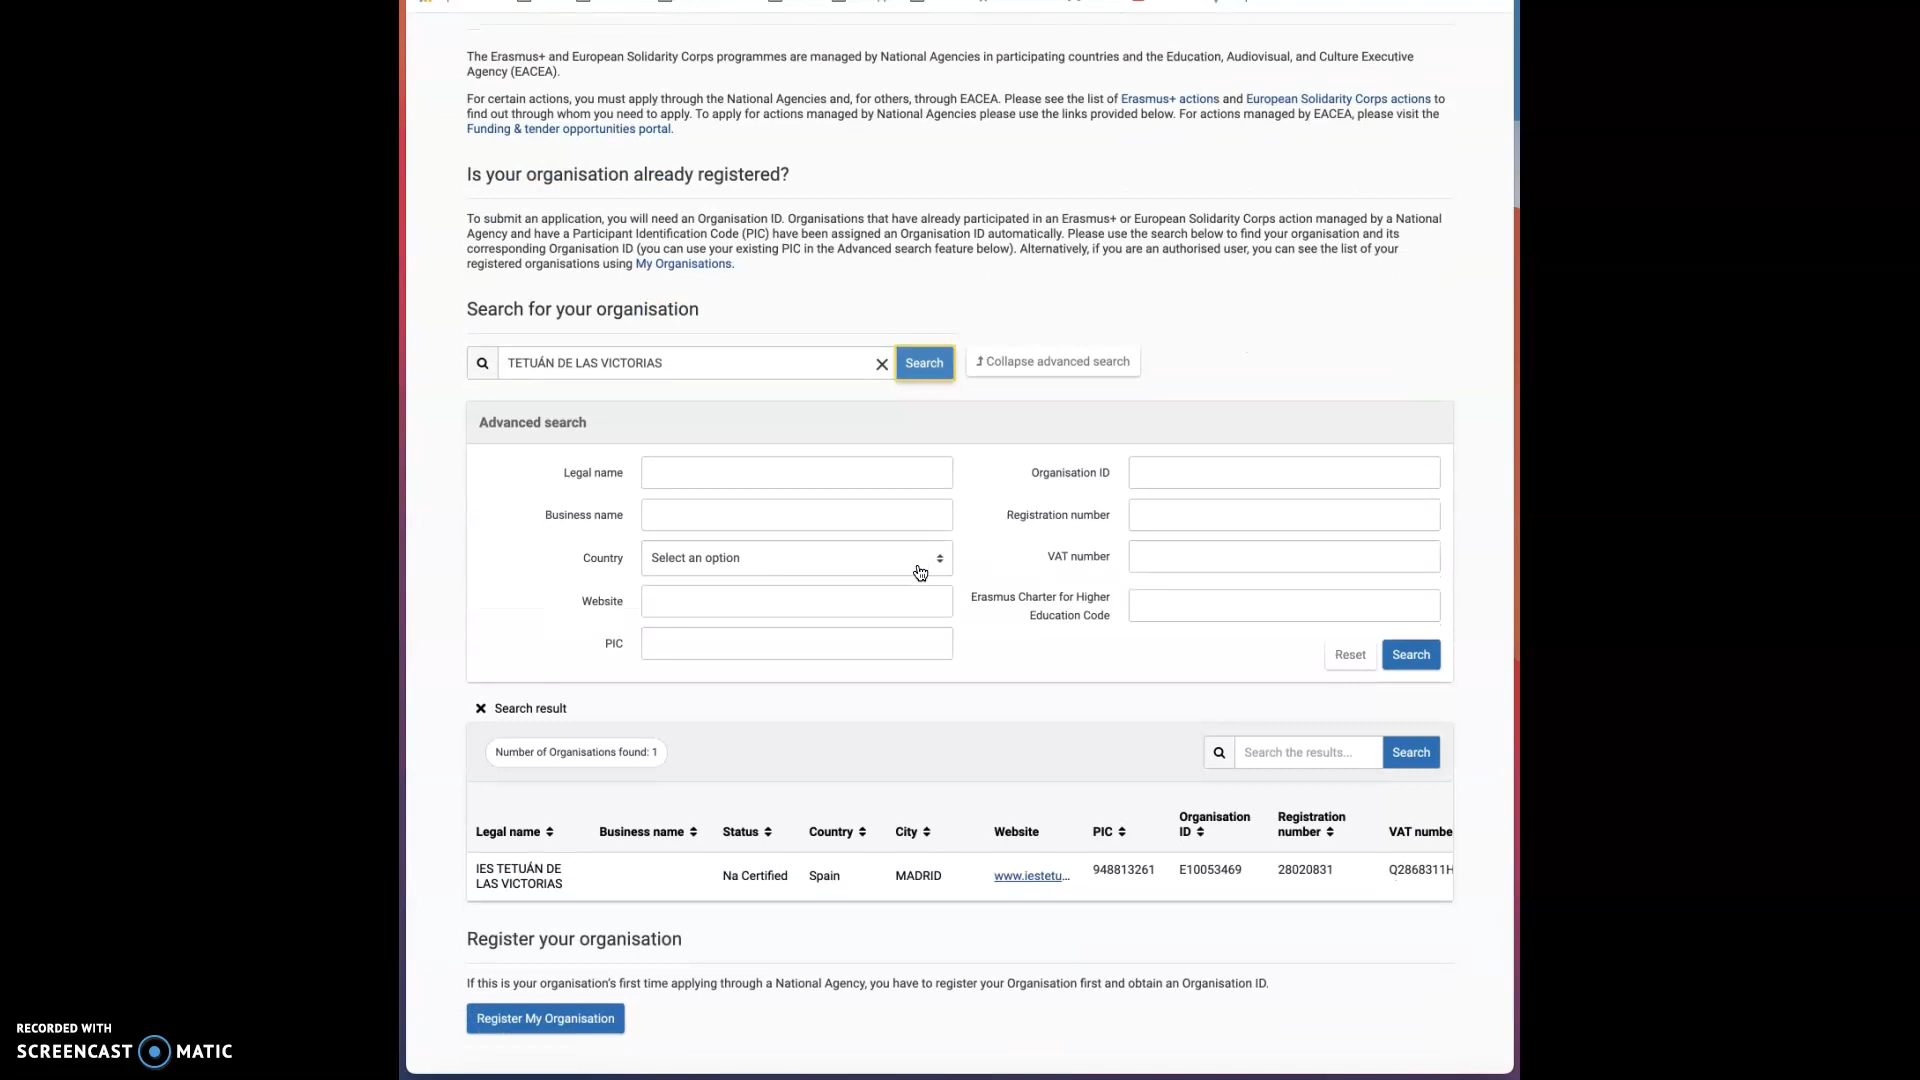 The Erasmus+ and European Solidarity Corps programmes are managed by National Agencies in participating countries and the Education, Audiovisual, and Culture Executive
Agency (EACEA).
For certain actions, you must apply through the National Agencies and, for others, through EACEA. Please see the list of Erasmus+ actions and European Solidarity Corps actions to
find out through whom you need to apply. To apply for actions managed by National Agencies please use the links provided below. For actions managed by EACEA, please visit the
Funding & tender opportunities portal.
Is your organisation already registered?
To submit an application, you will need an Organisation ID. Organisations that have already participated in an Erasmus+ or European Solidarity Corps action managed by a National
Agency and have a Participant Identification Code (PIC) have been assigned an Organisation ID automatically. Please use the search below to find your organisation and its
corresponding Organisation ID (you can use your existing PIC in the Advanced search feature below). Alternatively, if you are an authorised user, you can see the list of your
registered organisations using My Organisations.
Search for your organisation
TETUÁN DE LAS VICTORIAS
Search
Collapse advanced search
Advanced search
Legal name
Organisation ID
Business name
Registration number
Country
Select an option
VAT number
Website
Erasmus Charter for Higher
Education Code
PIC
Reset
Search
Search result
Number of Organisations found: 1
Search the results...
Search
Legal name
Business name
Status
Country
City
Website
PIC
Organisation
ID
Registration
number
VAT numbe
IES TETUÁN DE
LAS VICTORIAS
Na Certified
Spain
MADRID
www.iestetu...
948813261
E10053469
28020831
Q2868311H
Register your organisation
If this is your organisation's first time applying through a National Agency, you have to register your Organisation first and obtain an Organisation ID.
Register My Organisation
RECORDED WITH
SCREENCAST MATIC